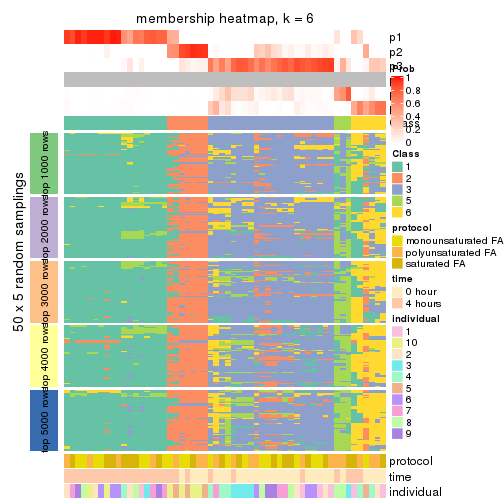 membership heatmap, k = 6
p1
p2
p3
Prob
1
0.8
0.6
0.4
0.2
0
Class
1
2
3
5
6
protocol
monounsaturated FA
polyunsaturated FA
saturated FA
time
0 hour
4 hours
individual
1
10
2
3
4
5
6
7
8
9
50 x 5 random samplings
top 1000 rows
top 2000 rows
top 3000 rows
top 4000 rows
top 5000 rows
protocol
time
individual